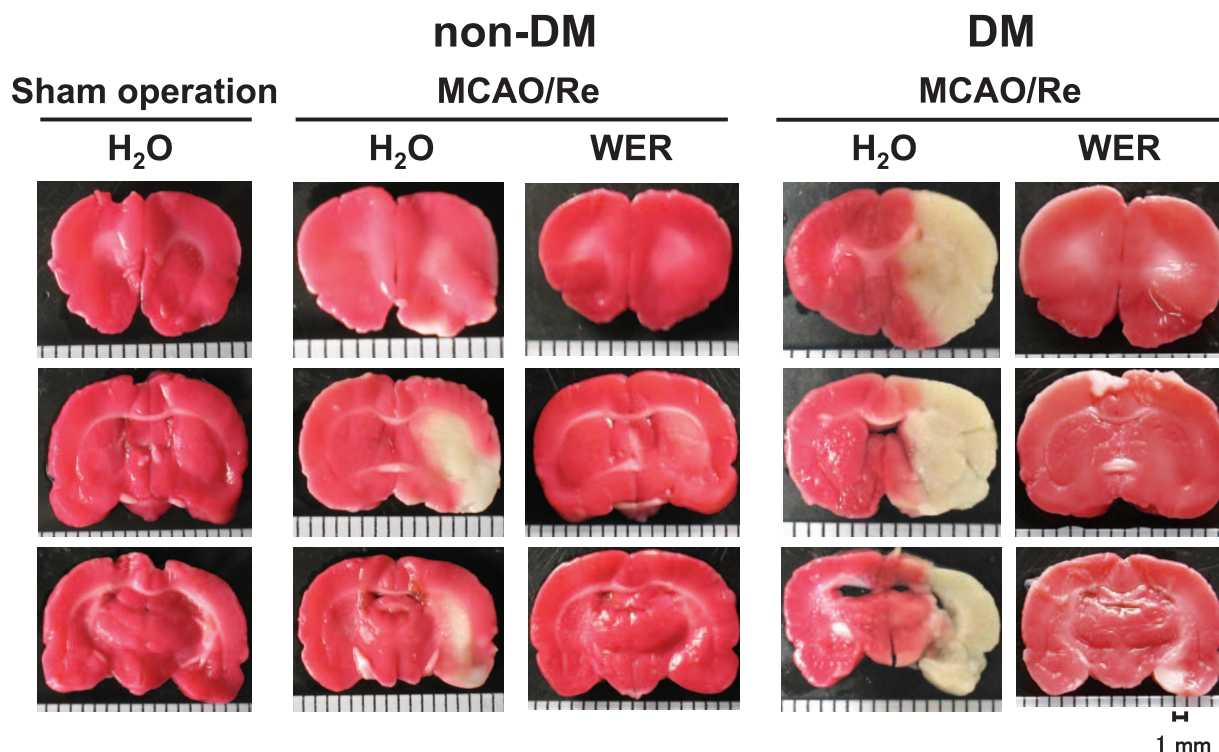 non-DM DM
Sham operation MCAO/Re MCAO/Re
H₂O H₂O WER H₂O WER
1 mm